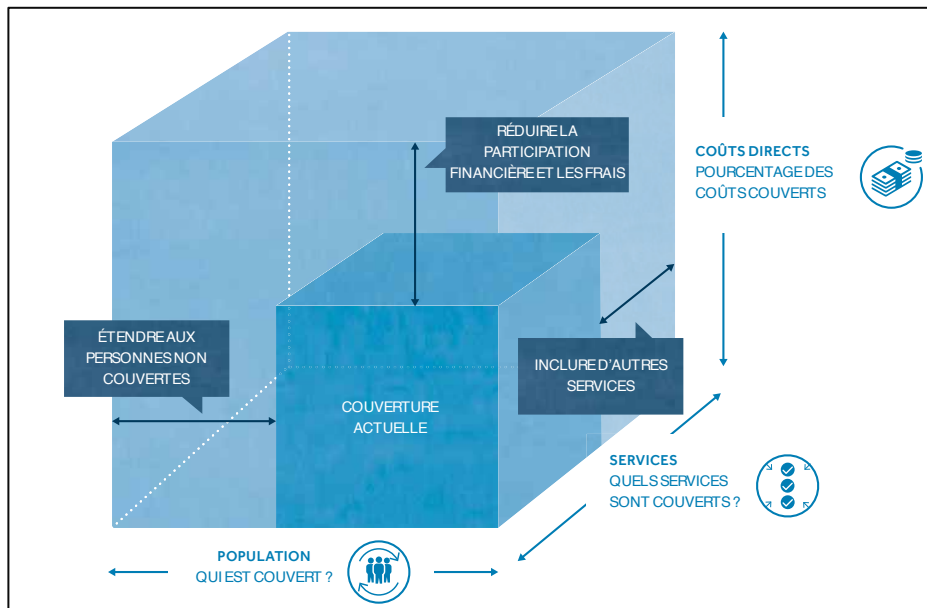 RÉDUIRE LA
PARTICIPATION
FINANCIÈRE ET LES FRAIS
COÛTS DIRECTS
POURCENTAGE DES
COÛTS COUVERTS
ÉTENDRE AUX
PERSONNES NON
COUVERTES
INCLURE D'AUTRES
SERVICES
COUVERTURE
ACTUELLE
SERVICES
QUELS SERVICES
SONT COUVERTS ?
POPULATION
QUI EST COUVERT ?